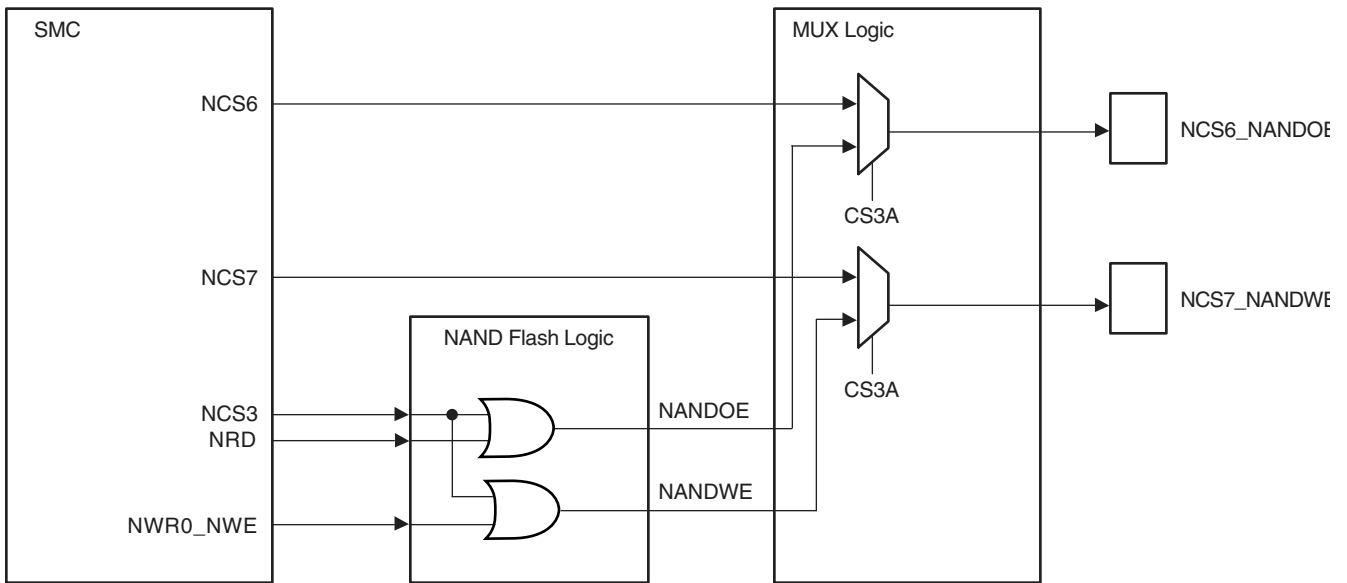 SMC
MUX Logic
NCS6
NCS6_NANDOE
CS3A
NCS7
NCS7_NANDWE
NAND Flash Logic
CS3A
NCS3
NANDOE
NRD
NANDWE
NWR0_NWE